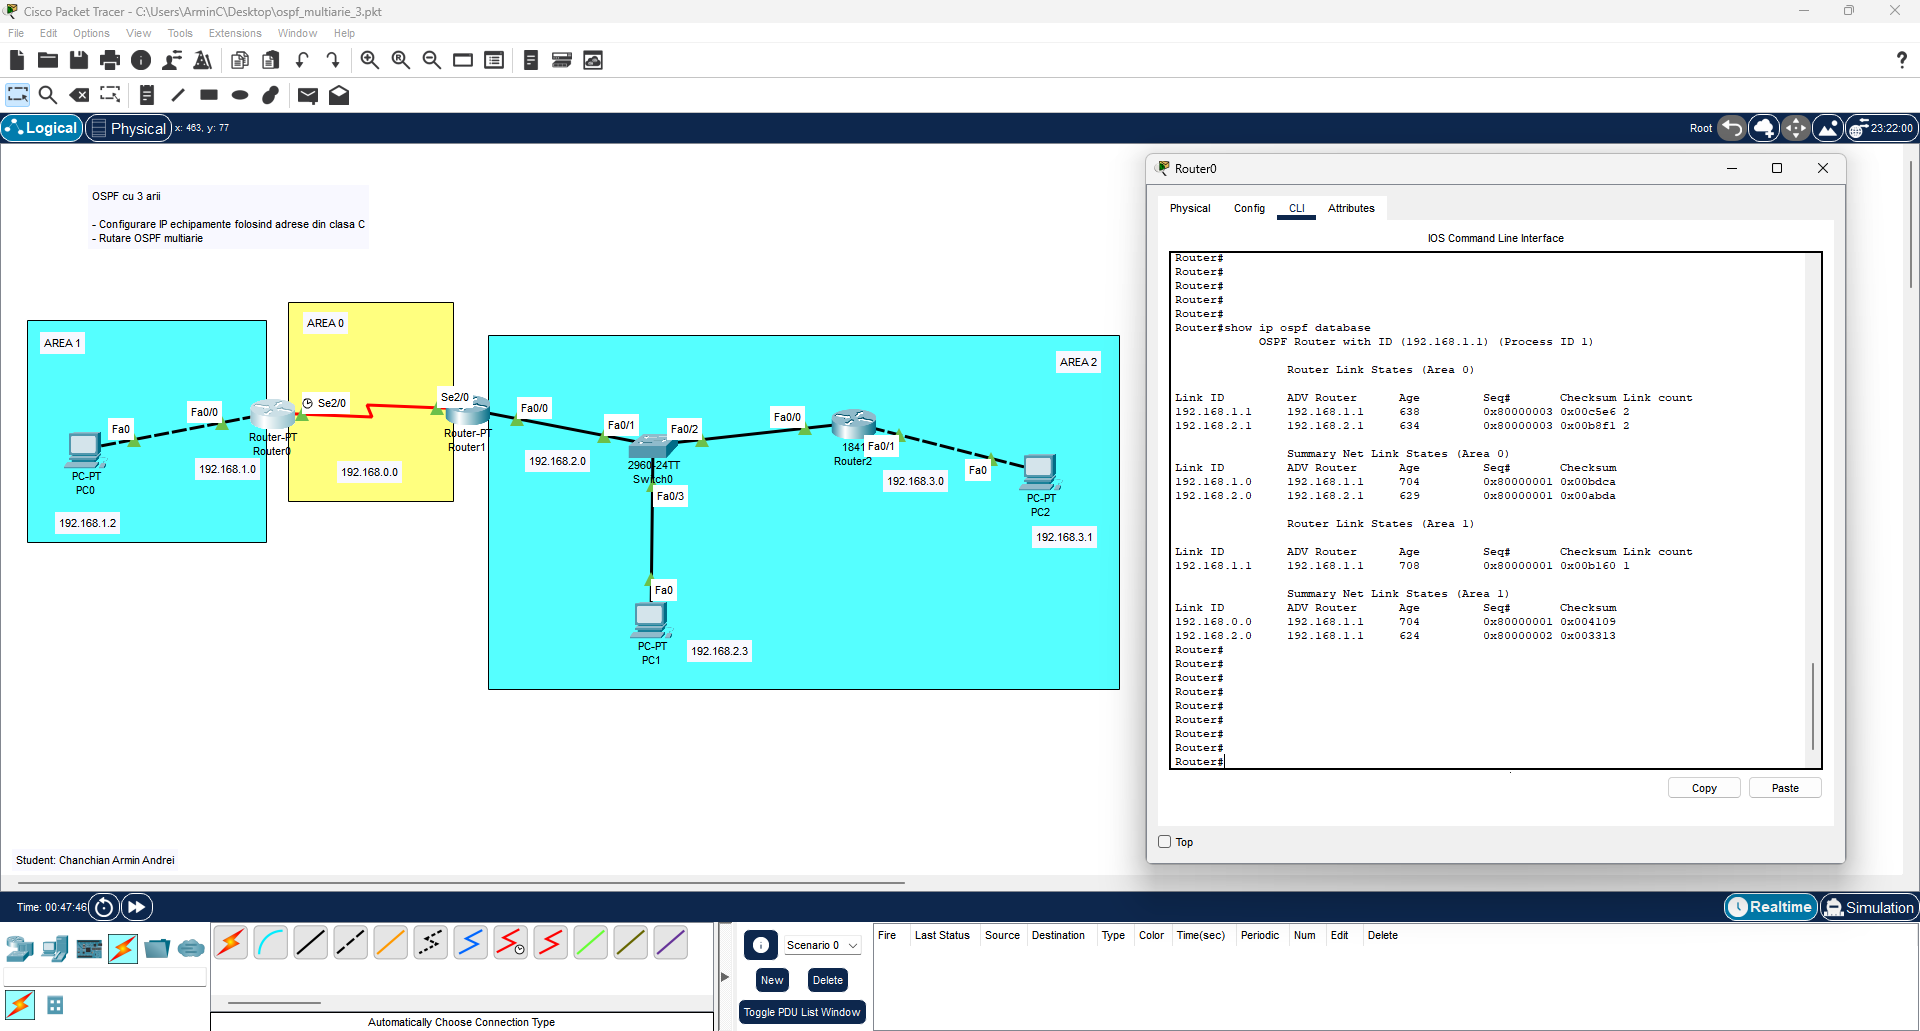 Cisco Packet Tracer - C:\Users\ArminC\Desktop\ospf_multiarie_3.pkt
File Edit Options View Tools Extensions Window Help
Logical Physical x: 463, y: 77 Root 23:22:00
OSPF cu 3 arii
- Configurare IP echipamente folosind adrese din clasa C
- Rutare OSPF multiarie
AREA 1
Fa0
Fa0/0
PC-PT
PC0
192.168.1.2
192.168.1.0
Router-PT
Router0
AREA 0
Se2/0
Se2/0
192.168.0.0
Router-PT
Router1
AREA 2
Fa0/0
192.168.2.0
Fa0/1
Fa0/2
2960-24TT
Switch0
Fa0/3
Fa0
PC-PT
PC1
192.168.2.3
Fa0/0
1841
Router2
Fa0/1
192.168.3.0
Fa0
PC-PT
PC2
192.168.3.1
Student: Chanchian Armin Andrei
Router0
Physical Config CLI Attributes
IOS Command Line Interface
Router#
Router#
Router#
Router#
Router#
Router#show ip ospf database
OSPF Router with ID (192.168.1.1) (Process ID 1)
Router Link States (Area 0)
Link ID ADV Router Age Seq# Checksum Link count
192.168.1.1 192.168.1.1 638 0x80000003 0x00c5e6 2
192.168.2.1 192.168.2.1 634 0x80000003 0x00b8f1 2
Summary Net Link States (Area 0)
Link ID ADV Router Age Seq# Checksum
192.168.1.0 192.168.1.1 704 0x80000001 0x00bdca
192.168.2.0 192.168.2.1 629 0x80000001 0x00abda
Router Link States (Area 1)
Link ID ADV Router Age Seq# Checksum Link count
192.168.1.1 192.168.1.1 708 0x80000001 0x00b160 1
Summary Net Link States (Area 1)
Link ID ADV Router Age Seq# Checksum
192.168.0.0 192.168.1.1 704 0x80000001 0x004109
192.168.2.0 192.168.1.1 624 0x80000002 0x003313
Router#
Router#
Router#
Router#
Router#
Router#
Router#
Router#
Router#
Copy Paste
Top
Time: 00:47:46 Realtime Simulation
Automatically Choose Connection Type
Scenario 0
New Delete
Toggle PDU List Window
Fire Last Status Source Destination Type Color Time(sec) Periodic Num Edit Delete